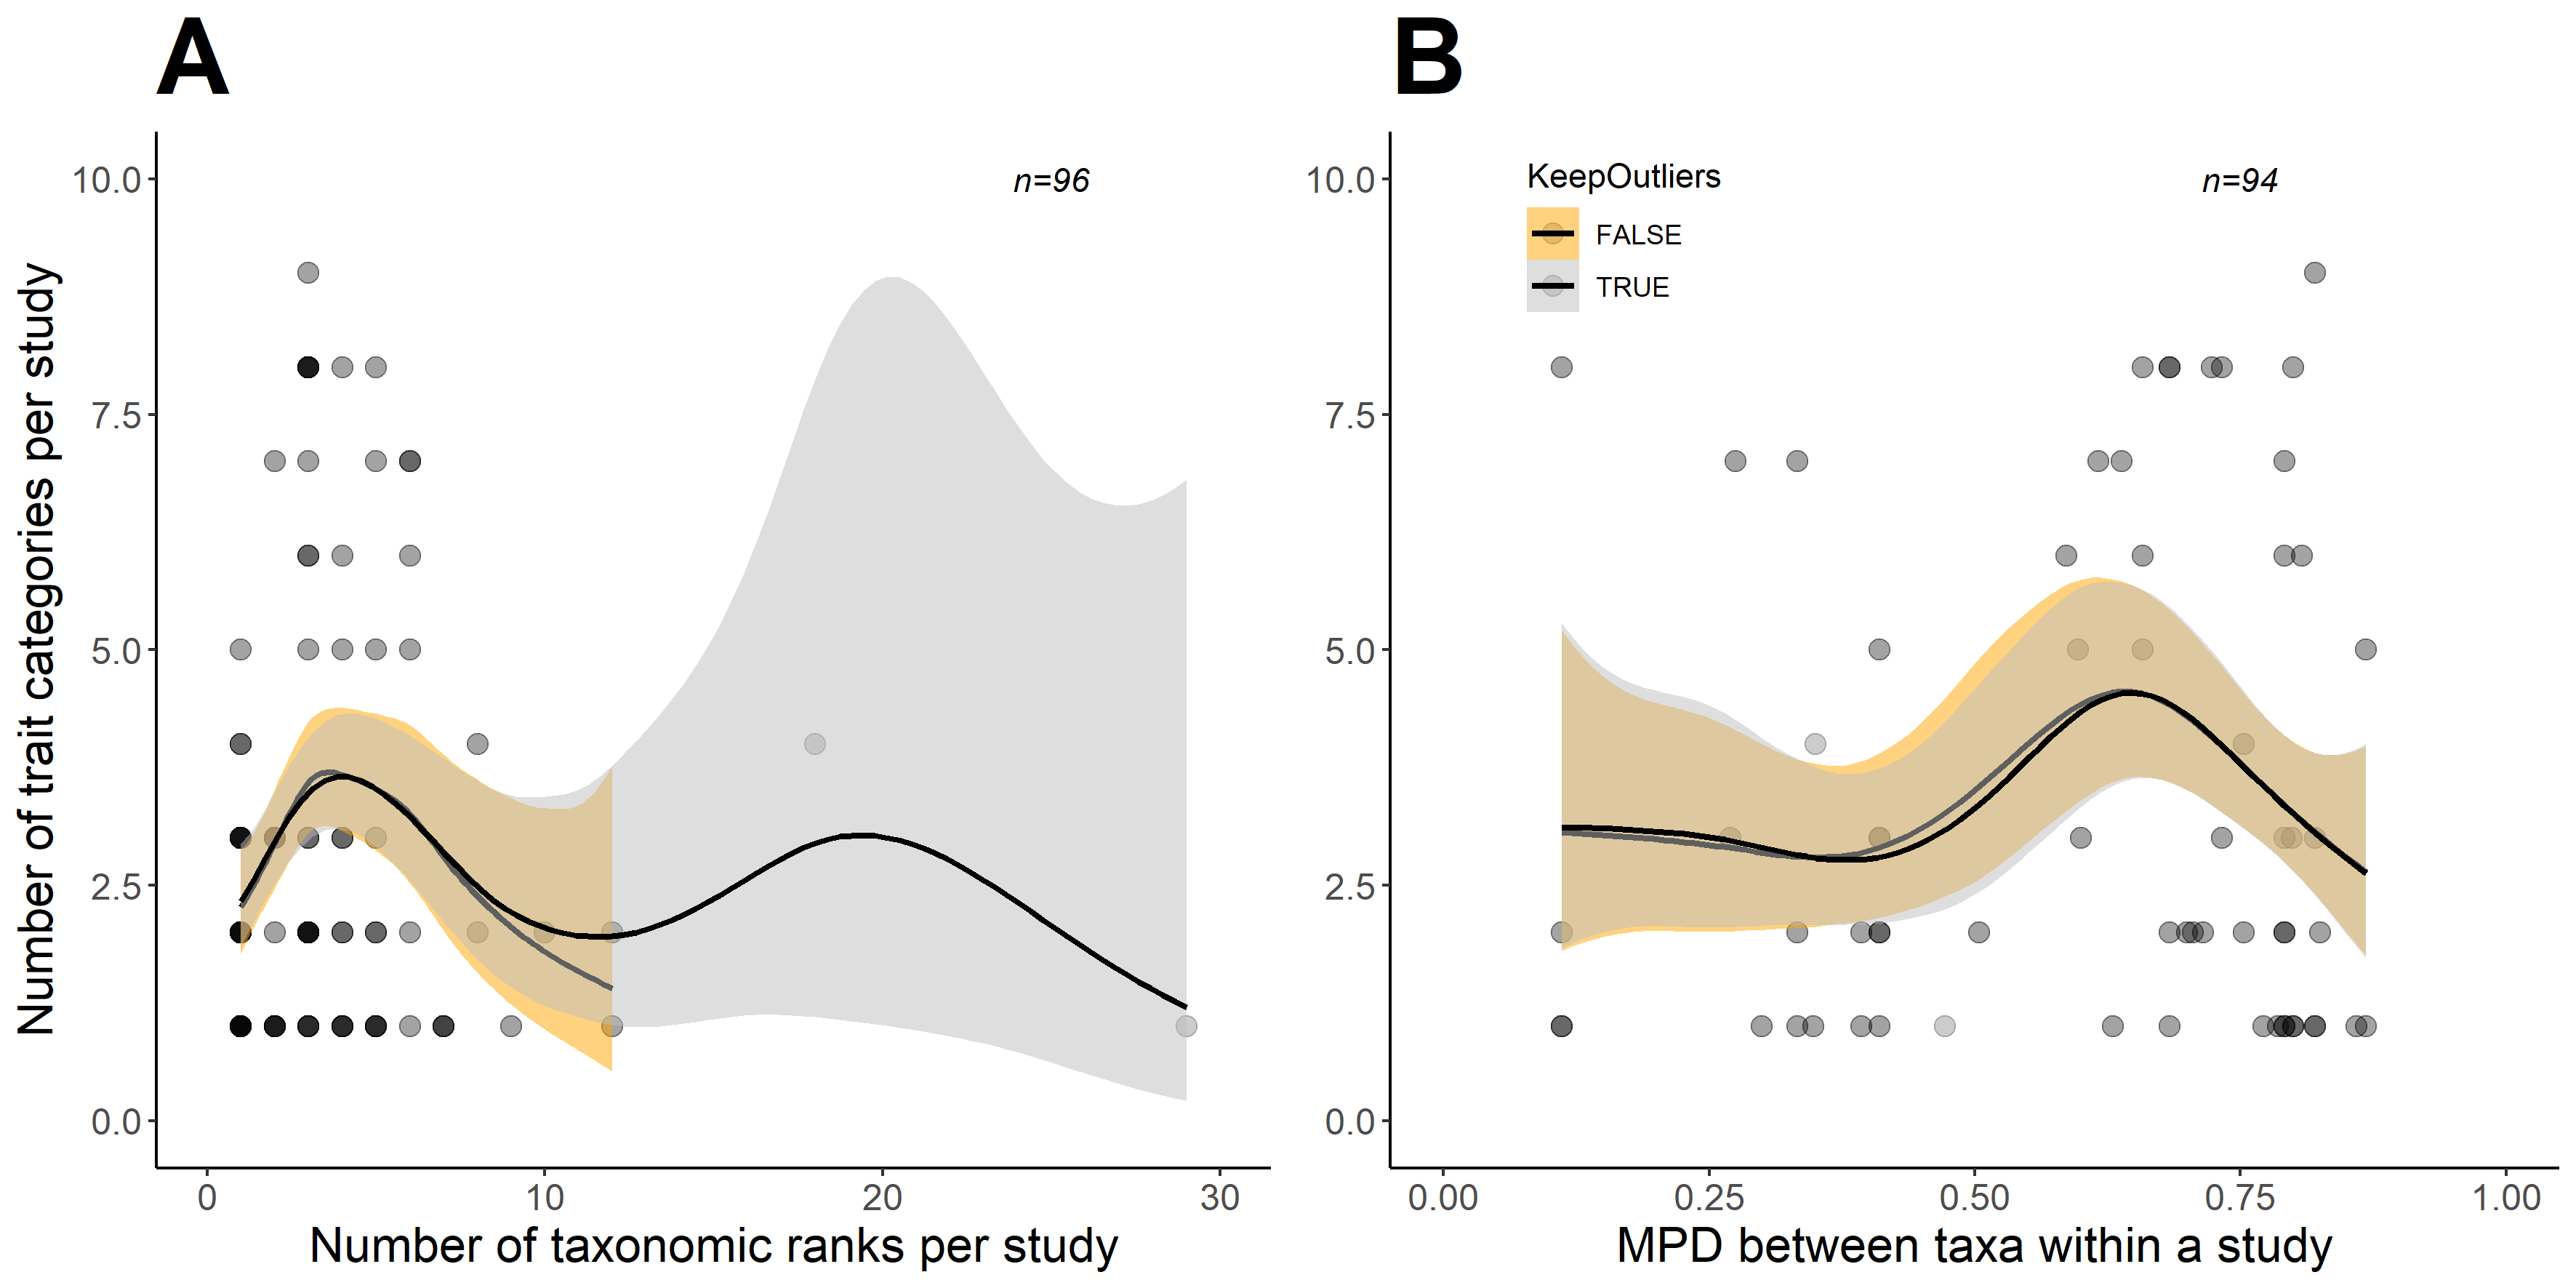 A
Number of trait categories per study
10.0
7.5
5.0
2.5
0.0
n=96
0 10 20 30
Number of taxonomic ranks per study
B
10.0
7.5
5.0
2.5
0.0
KeepOutliers
FALSE
TRUE
n=94
0.00 0.25 0.50 0.75 1.00
MPD between taxa within a study